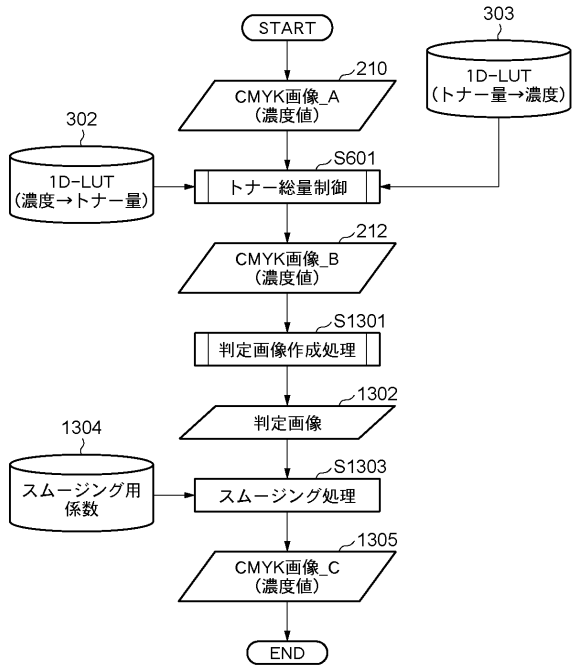 START
303
210
CMYK画像_A
(濃度値)
1D-LUT
(トナー量→濃度)
302
S601
1D-LUT
(濃度→トナー量)
トナー総量制御
212
CMYK画像_B
(濃度値)
S1301
判定画像作成処理
1302
判定画像
1304
S1303
スムージング用
係数
スムージング処理
1305
CMYK画像_C
(濃度値)
END